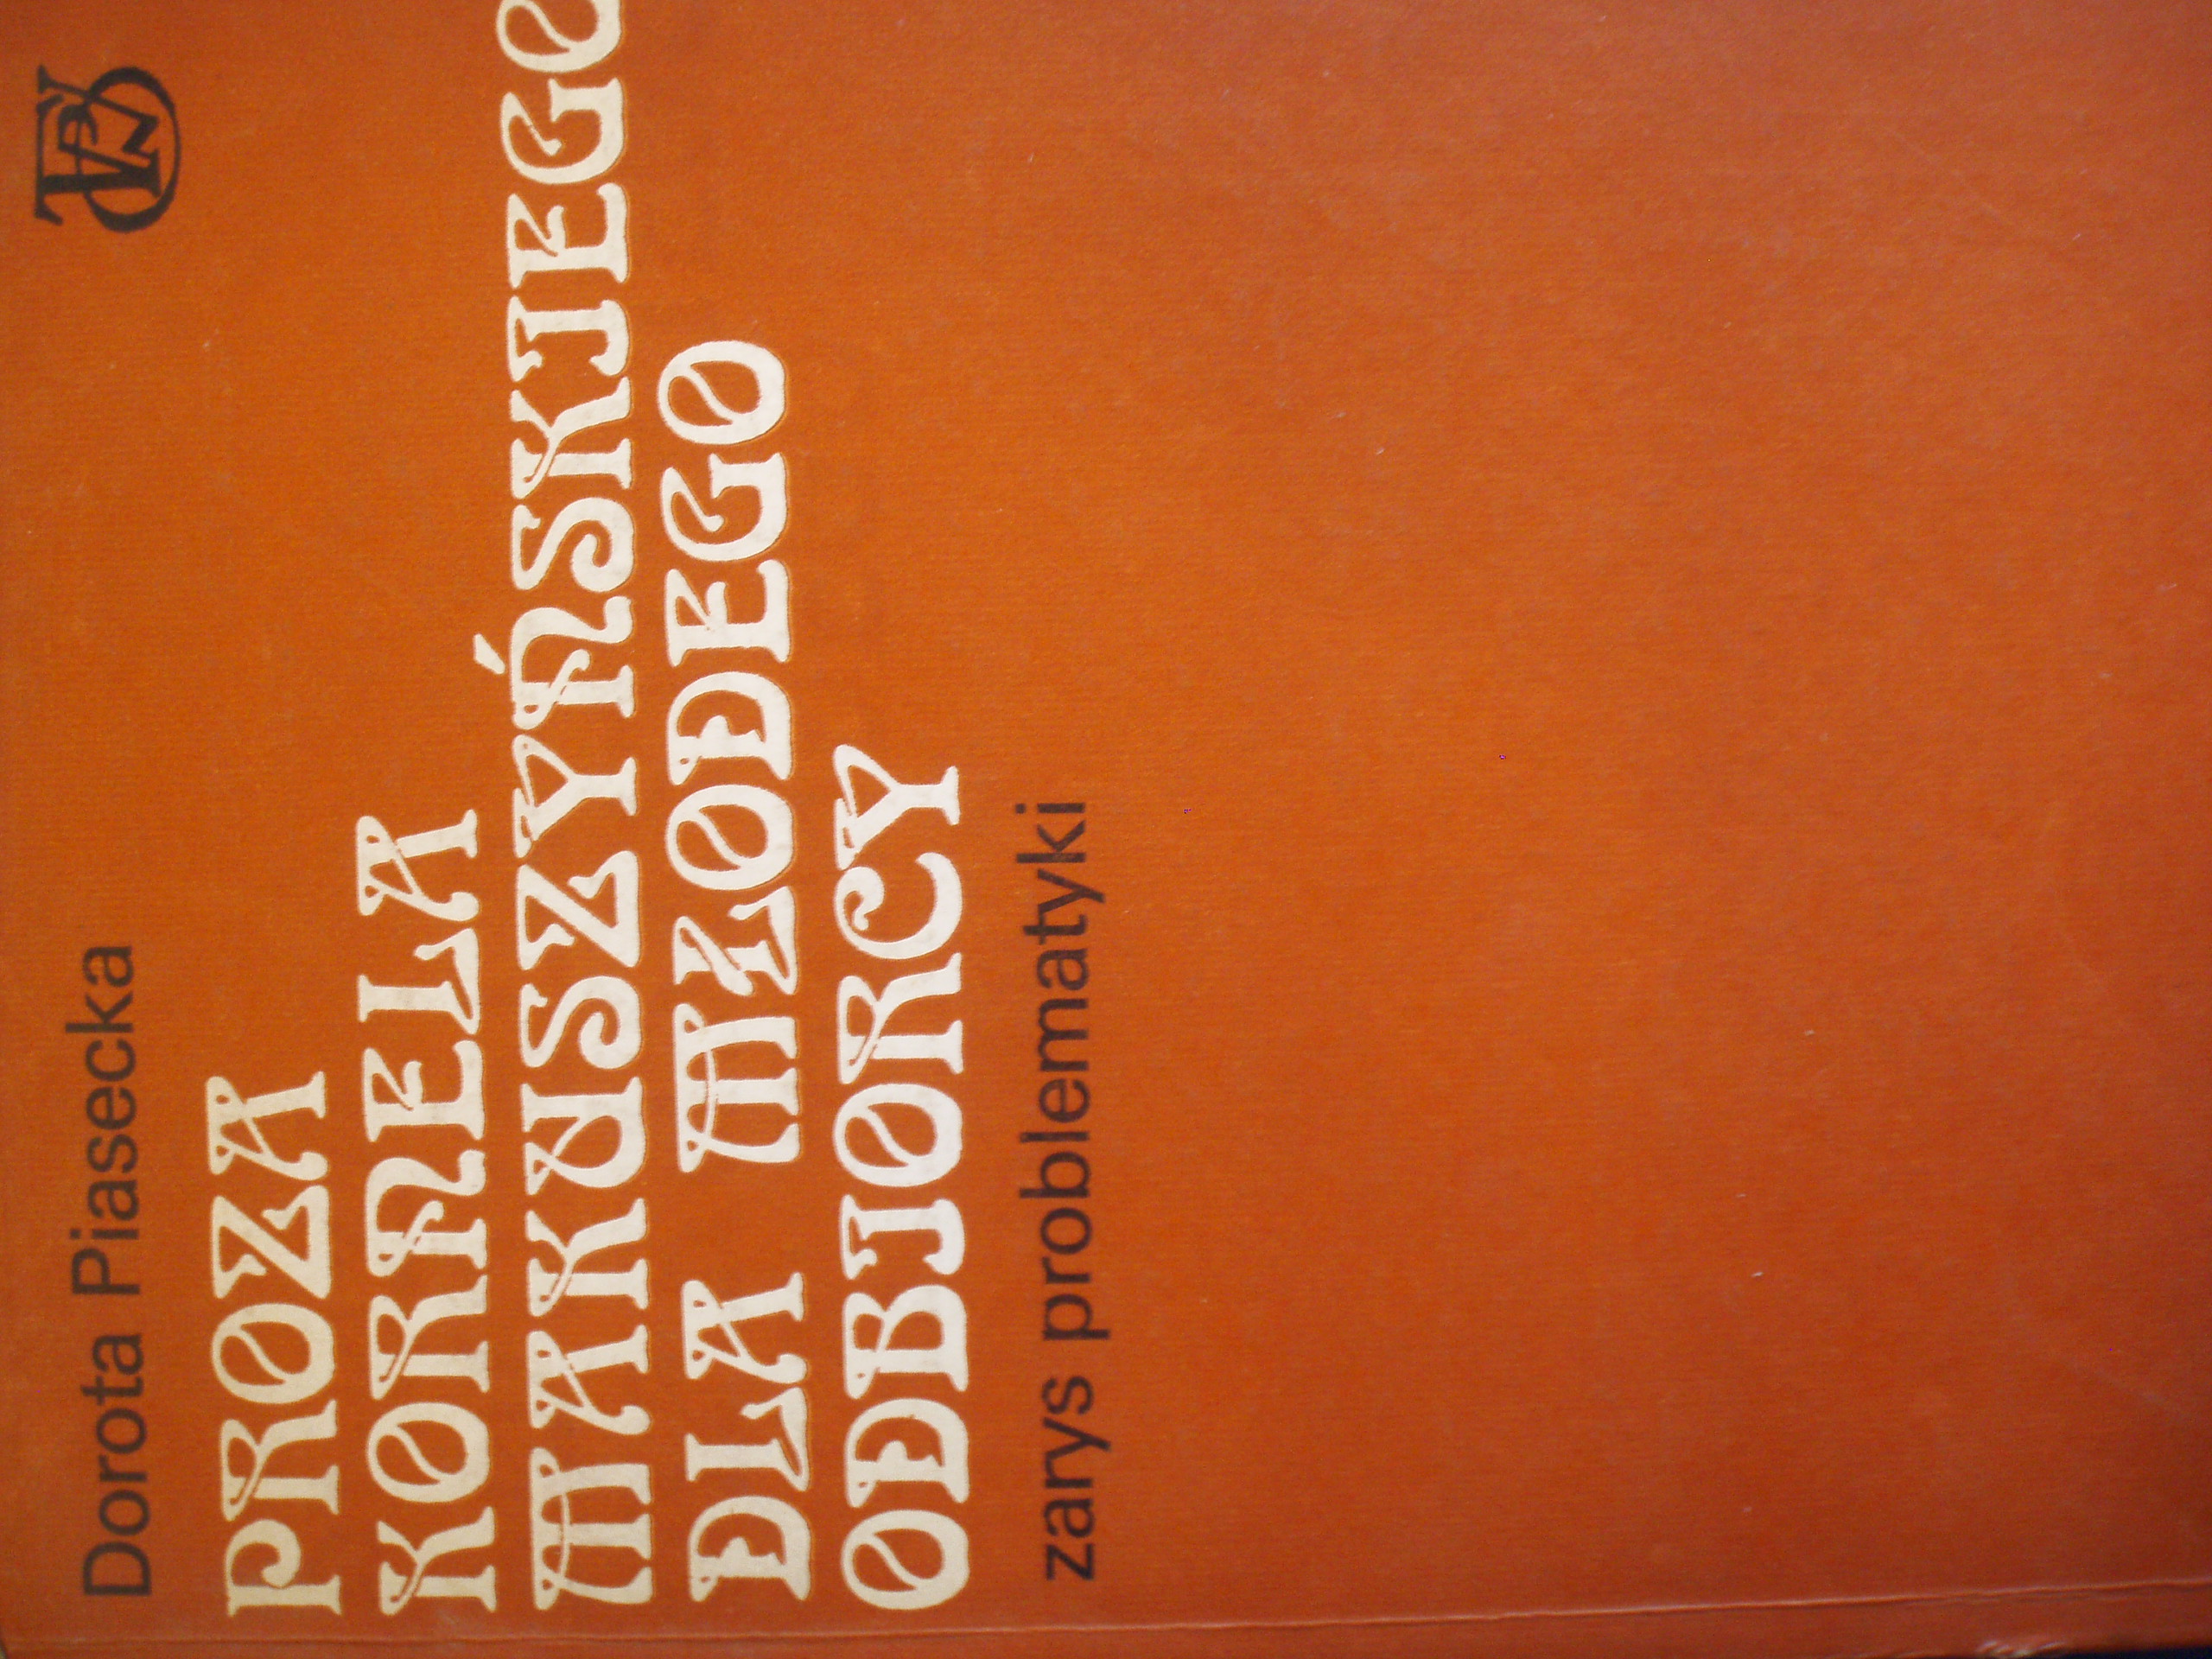 Dorota Piasecka
PROZA
KORNELA
MAKUSZYŃSKIEGO
DLA MŁODEGO
ODBIORCY
zarys problematyki